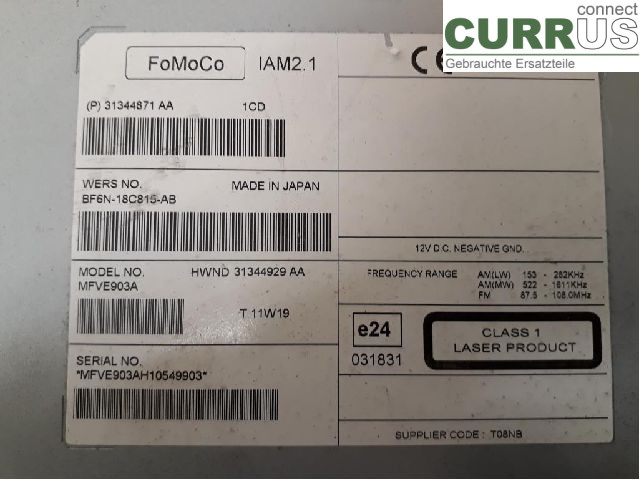 connect
CURRUS
Gebrauchte Ersatzteile
FoMoCo IAM2.1
CE
(P) 31344871 AA 1CD
WERS NO. MADE IN JAPAN
BF6N-18C815-AB
12V D.C. NEGATIVE GND.
MODEL NO. HWND 31344929 AA
MFVE903A
T 11W19
FREQUENCY RANGE AM(LW) 153 - 282KHz
AM(MW) 522 - 1611KHz
FM 87.5 - 108.0MHz
e24
031831
CLASS 1
LASER PRODUCT
SERIAL NO.
*MFVE903AH10549903*
SUPPLIER CODE : T08NB